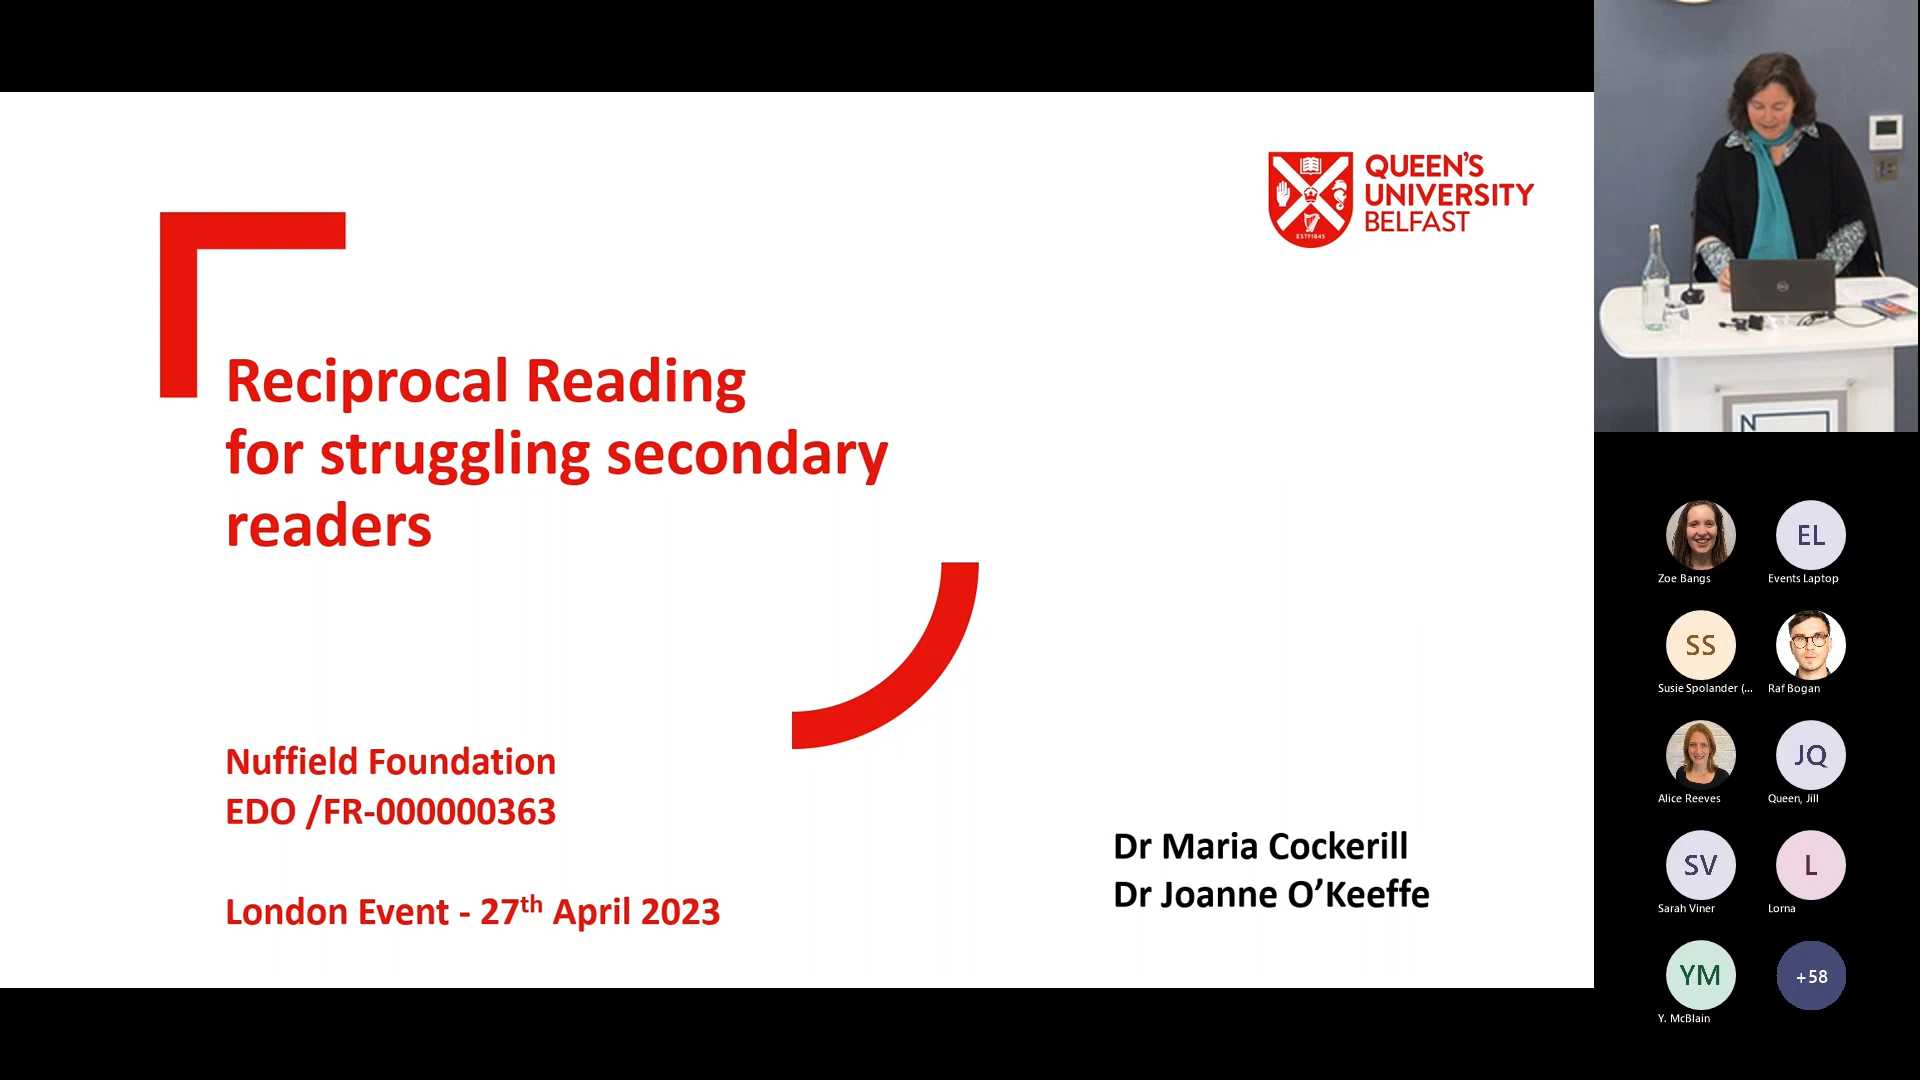 QUEEN'S
UNIVERSITY
BELFAST
ESTD1845
Reciprocal Reading
for struggling secondary
readers
Nuffield Foundation
EDO /FR-000000363
London Event - 27th April 2023
Dr Maria Cockerill
Dr Joanne O’Keeffe
N
EL
Zoe Bangs
Events Laptop
SS
Susie Spolander (...
Raf Bogan
JQ
Alice Reeves
Queen, Jill
SV
L
Sarah Viner
Lorna
YM
+58
Y. McBlain